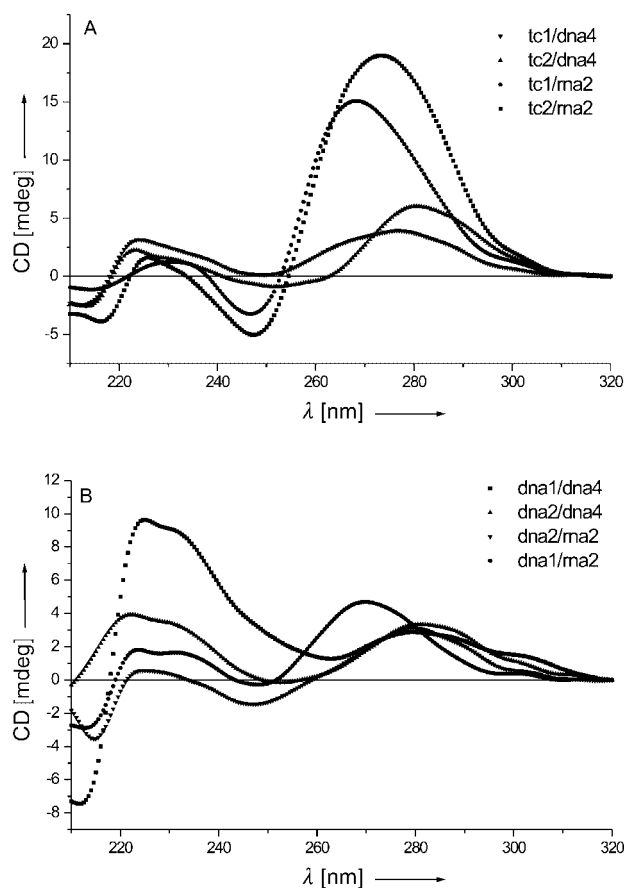 A
tc1/dna4
tc2/dna4
tc1/rna2
tc2/rna2
CD [mdeg]
20
15
10
5
0
-5
220 240 260 280 300 320
λ [nm]
B
dna1/dna4
dna2/dna4
dna2/rna2
dna1/rna2
CD [mdeg]
12
10
8
6
4
2
0
-2
-4
-6
-8
220 240 260 280 300 320
λ [nm]